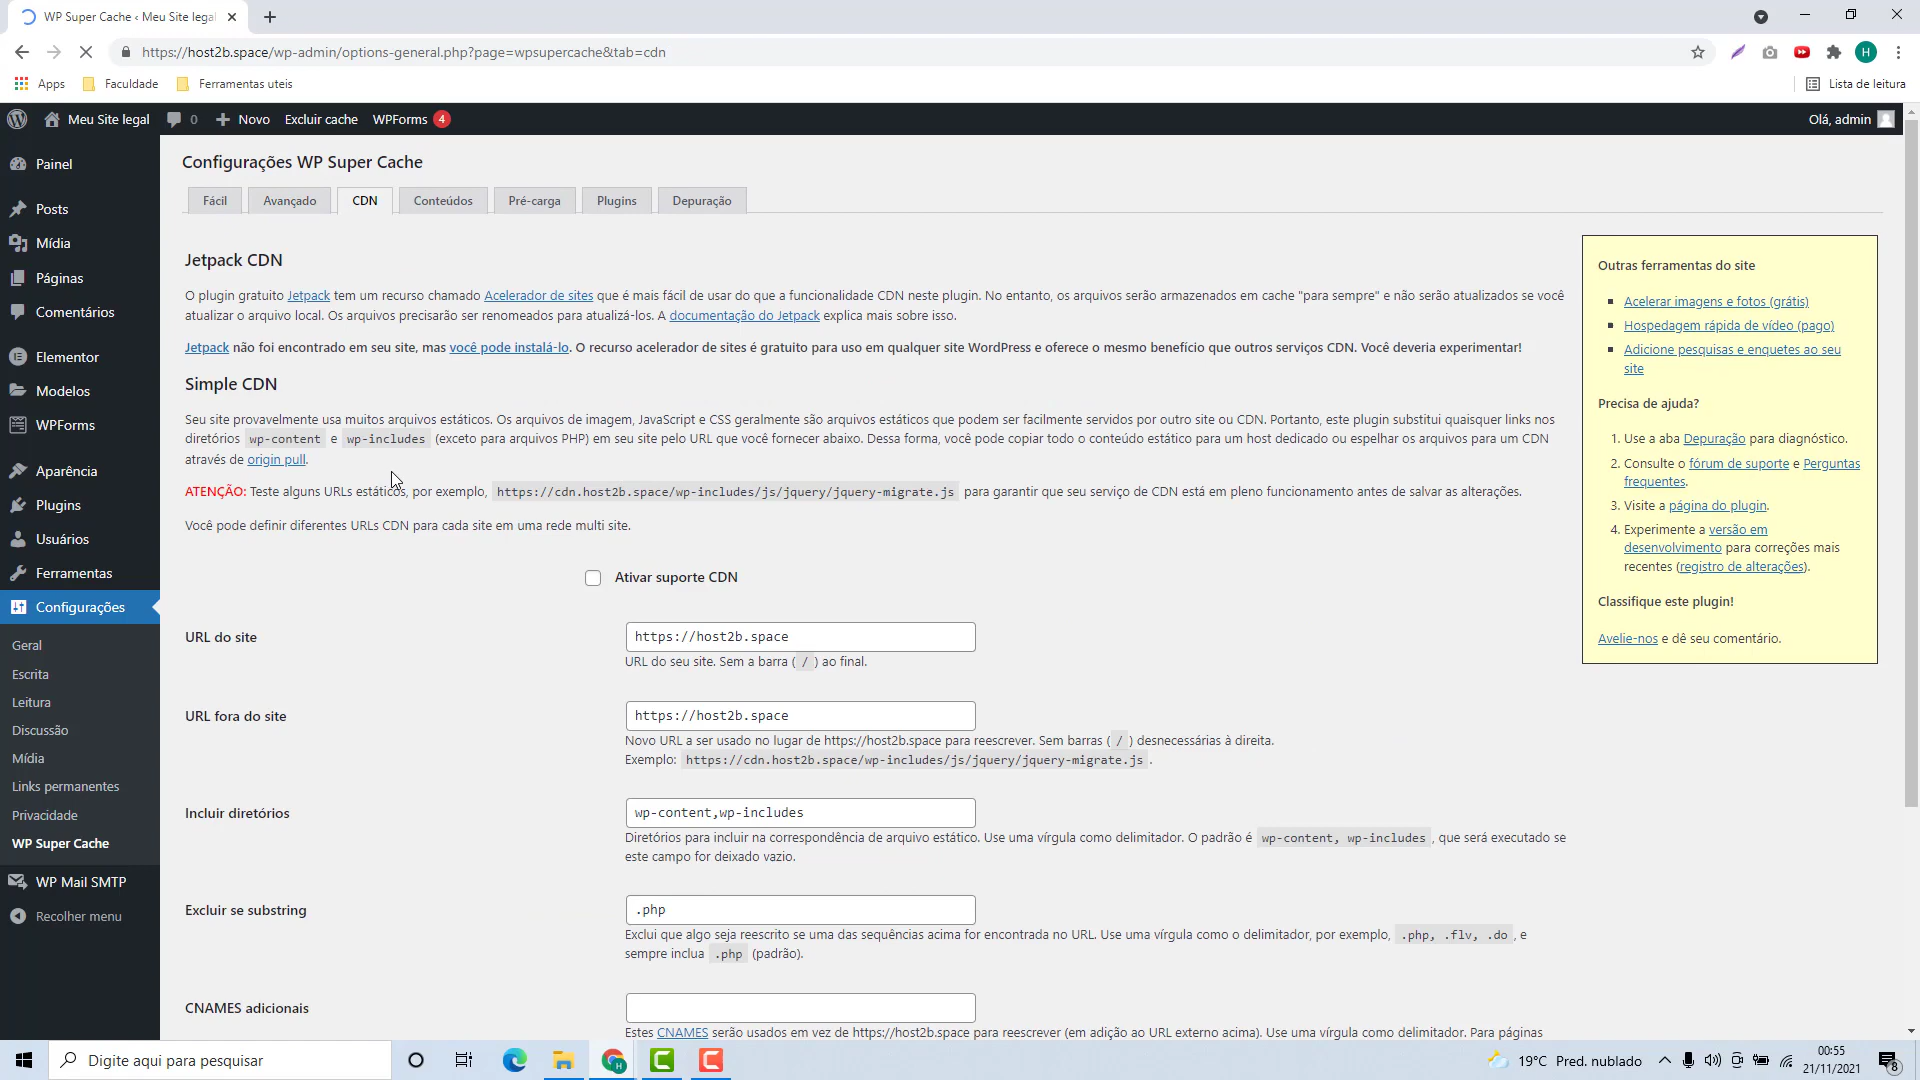 WP Super Cache ‹ Meu Site legal
https://host2b.space/wp-admin/options-general.php?page=wpsupercache&tab=cdn
H
Apps Faculdade Ferramentas uteis Lista de leitura
Meu Site legal 0 Novo Excluir cache WPForms 4 Olá, admin
Painel
Posts
Mídia
Páginas
Comentários
Elementor
Modelos
WPForms
Aparência
Plugins
Usuários
Ferramentas
Configurações
Geral
Escrita
Leitura
Discussão
Mídia
Links permanentes
Privacidade
WP Super Cache
WP Mail SMTP
Recolher menu
Configurações WP Super Cache
Fácil Avançado CDN Conteúdos Pré-carga Plugins Depuração
Jetpack CDN
O plugin gratuito Jetpack tem um recurso chamado Acelerador de sites que é mais fácil de usar do que a funcionalidade CDN neste plugin. No entanto, os arquivos serão armazenados em cache "para sempre" e não serão atualizados se você
atualizar o arquivo local. Os arquivos precisarão ser renomeados para atualizá-los. A documentação do Jetpack explica mais sobre isso.
Jetpack não foi encontrado em seu site, mas você pode instalá-lo. O recurso acelerador de sites é gratuito para uso em qualquer site WordPress e oferece o mesmo benefício que outros serviços CDN. Você deveria experimentar!
Simple CDN
Seu site provavelmente usa muitos arquivos estáticos. Os arquivos de imagem, JavaScript e CSS geralmente são arquivos estáticos que podem ser facilmente servidos por outro site ou CDN. Portanto, este plugin substitui quaisquer links nos
diretórios wp-content e wp-includes (exceto para arquivos PHP) em seu site pelo URL que você fornecer abaixo. Dessa forma, você pode copiar todo o conteúdo estático para um host dedicado ou espelhar os arquivos para um CDN
através de origin pull.
ATENÇÃO: Teste alguns URLs estáticos, por exemplo, https://cdn.host2b.space/wp-includes/js/jquery/jquery-migrate.js para garantir que seu serviço de CDN está em pleno funcionamento antes de salvar as alterações.
Você pode definir diferentes URLs CDN para cada site em uma rede multi site.
Ativar suporte CDN
URL do site https://host2b.space
URL do seu site. Sem a barra ( / ) ao final.
URL fora do site https://host2b.space
Novo URL a ser usado no lugar de https://host2b.space para reescrever. Sem barras ( / ) desnecessárias à direita.
Exemplo: https://cdn.host2b.space/wp-includes/js/jquery/jquery-migrate.js .
Incluir diretórios wp-content,wp-includes
Diretórios para incluir na correspondência de arquivo estático. Use uma vírgula como delimitador. O padrão é wp-content, wp-includes , que será executado se
este campo for deixado vazio.
Excluir se substring .php
Exclui que algo seja reescrito se uma das sequências acima for encontrada no URL. Use uma vírgula como o delimitador, por exemplo, .php, .flv, .do , e
sempre inclua .php (padrão).
CNAMES adicionais
Estes CNAMES serão usados em vez de https://host2b.space para reescrever (em adição ao URL externo acima). Use uma vírgula como delimitador. Para páginas
Outras ferramentas do site
Acelerar imagens e fotos (grátis)
Hospedagem rápida de vídeo (pago)
Adicione pesquisas e enquetes ao seu
site
Precisa de ajuda?
1. Use a aba Depuração para diagnóstico.
2. Consulte o fórum de suporte e Perguntas
frequentes.
3. Visite a página do plugin.
4. Experimente a versão em
desenvolvimento para correções mais
recentes (registro de alterações).
Classifique este plugin!
Avelie-nos e dê seu comentário.
Digite aqui para pesquisar
19°C Pred. nublado
00:55
21/11/2021
8